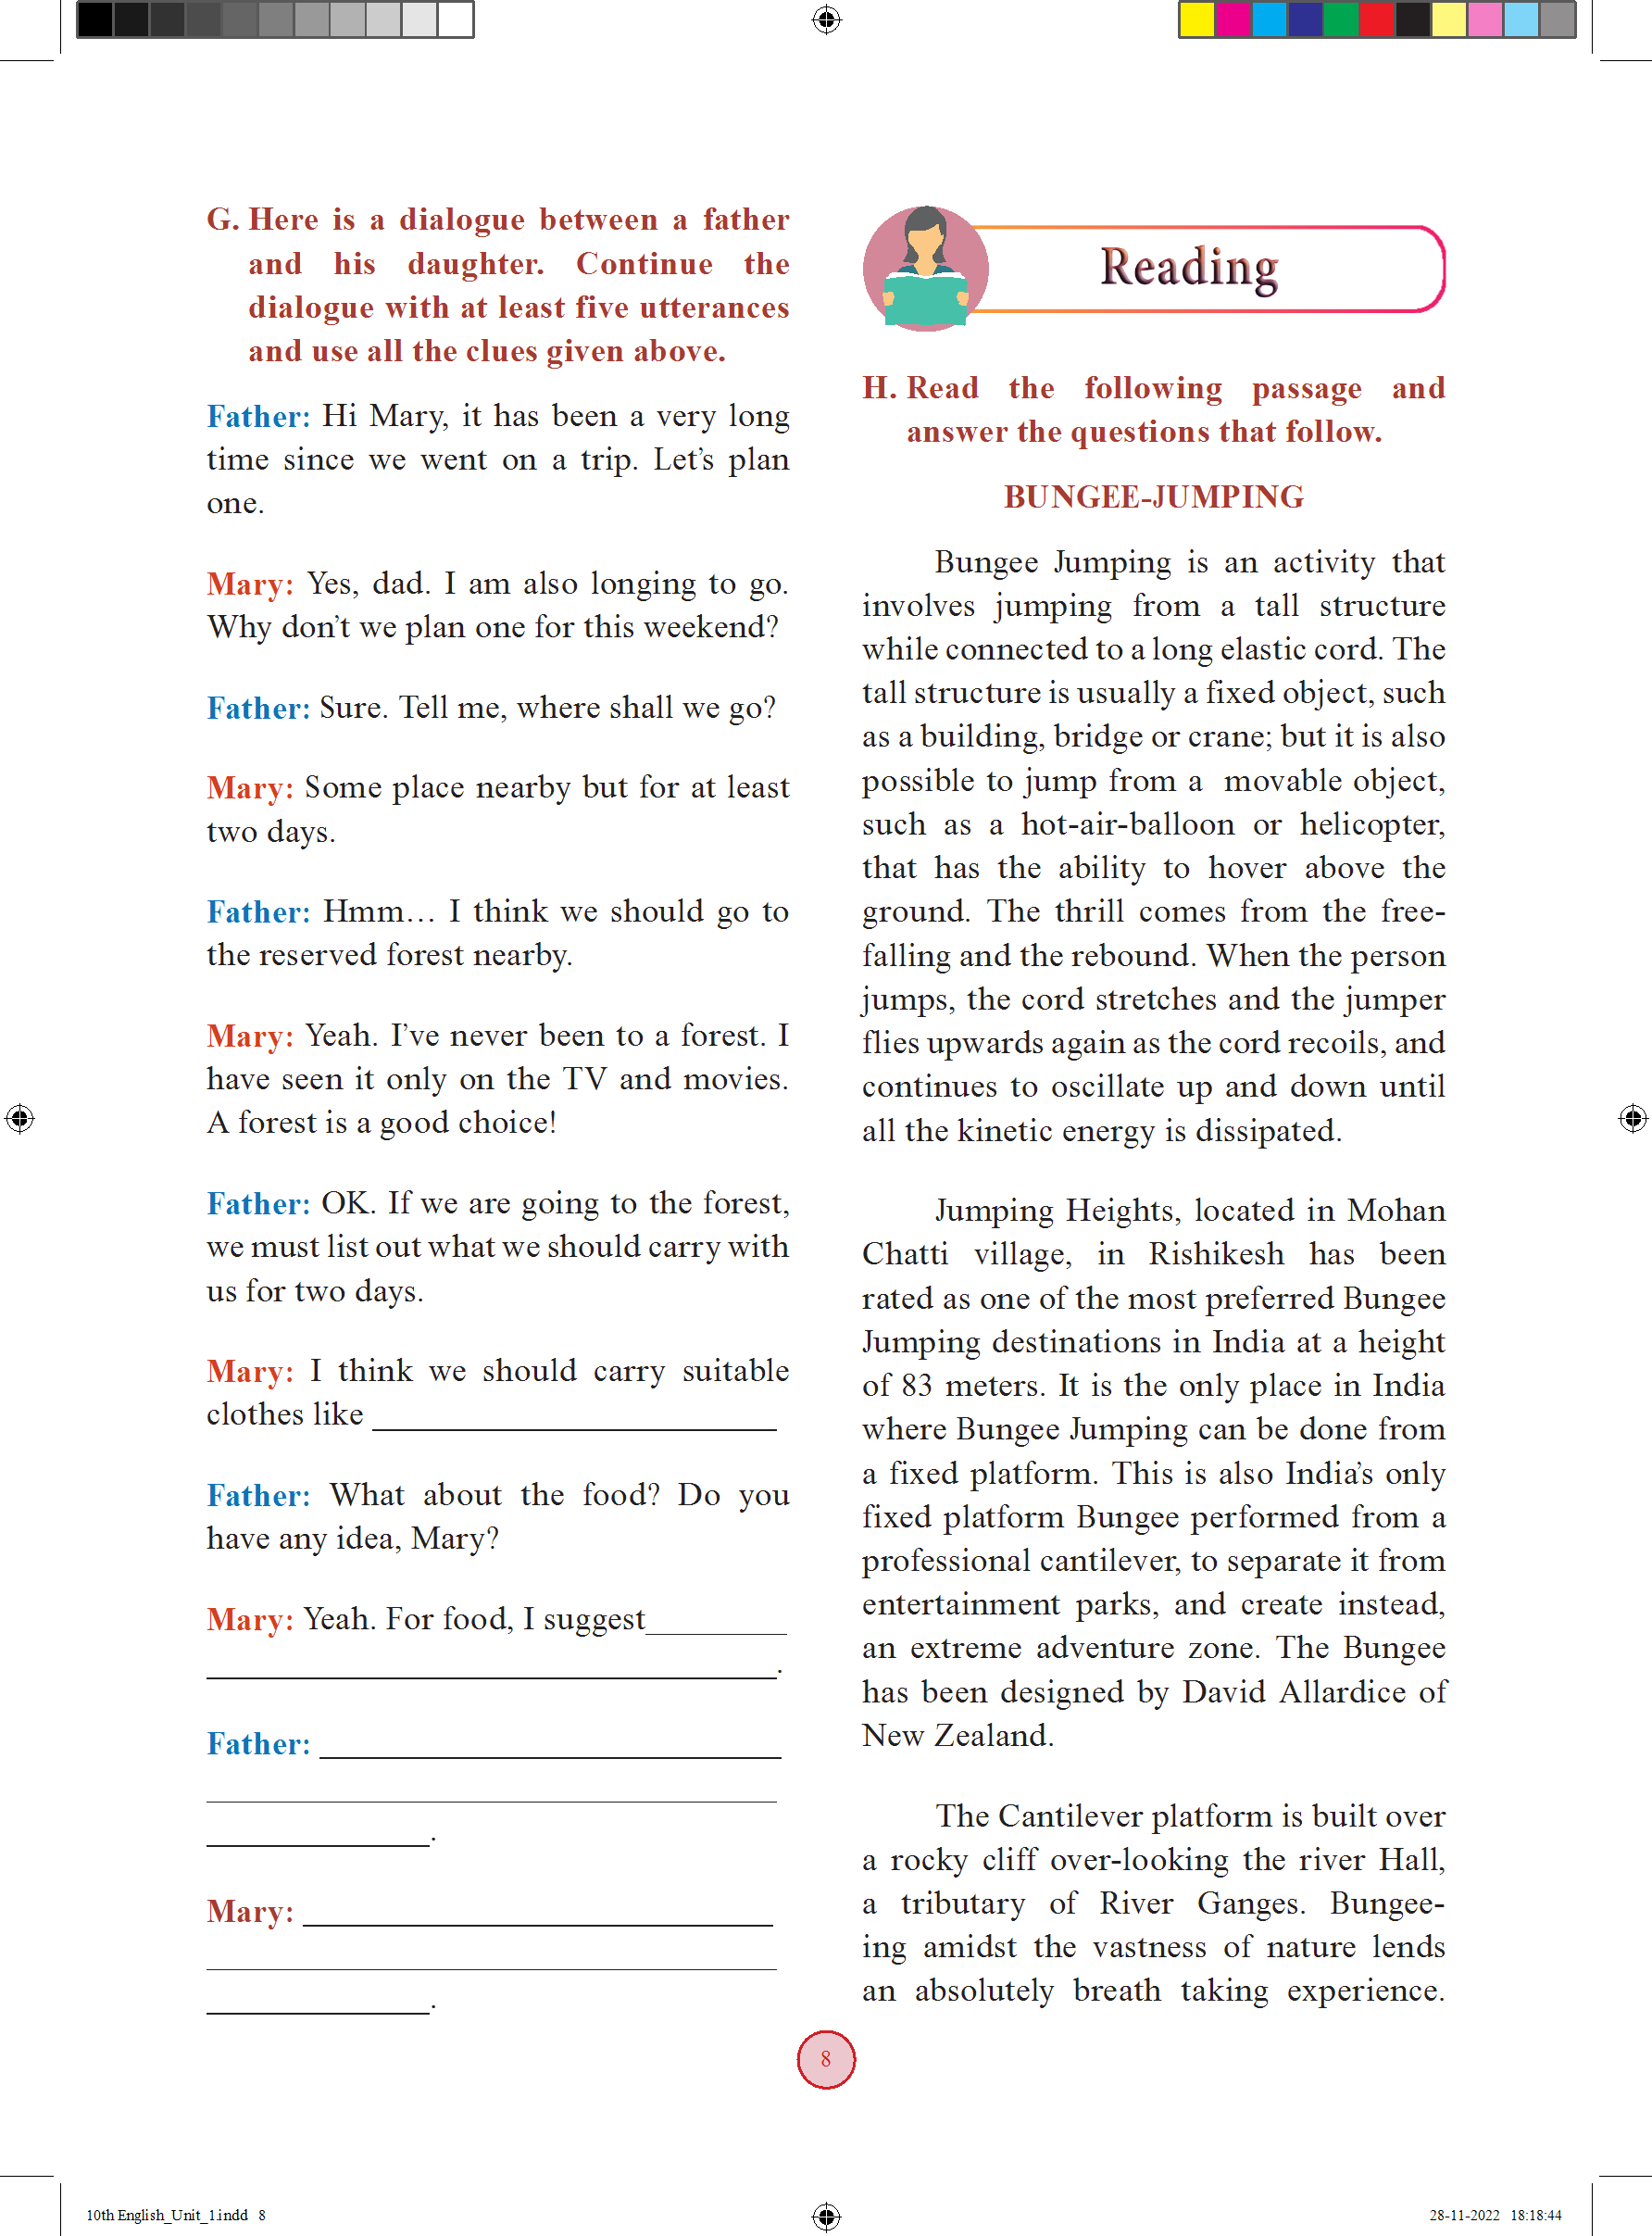 G. Here is a dialogue between a father
and his daughter. Continue the
dialogue with at least five utterances
and use all the clues given above.
Father: Hi Mary, it has been a very long
time since we went on a trip. Let’s plan
one.
Mary: Yes, dad. I am also longing to go.
Why don’t we plan one for this weekend?
Father: Sure. Tell me, where shall we go?
Mary: Some place nearby but for at least
two days.
Father: Hmm… I think we should go to
the reserved forest nearby.
Mary: Yeah. I’ve never been to a forest. I
have seen it only on the TV and movies.
A forest is a good choice!
Father: OK. If we are going to the forest,
we must list out what we should carry with
us for two days.
Mary: I think we should carry suitable
clothes like ______________________
Father: What about the food? Do you
have any idea, Mary?
Mary: Yeah. For food, I suggest________
______________________________.
Father: _________________________
______________________________
____________.
Mary: _________________________
______________________________
____________.
Reading
H. Read the following passage and
answer the questions that follow.
BUNGEE-JUMPING
Bungee Jumping is an activity that
involves jumping from a tall structure
while connected to a long elastic cord. The
tall structure is usually a fixed object, such
as a building, bridge or crane; but it is also
possible to jump from a movable object,
such as a hot-air-balloon or helicopter,
that has the ability to hover above the
ground. The thrill comes from the free-
falling and the rebound. When the person
jumps, the cord stretches and the jumper
flies upwards again as the cord recoils, and
continues to oscillate up and down until
all the kinetic energy is dissipated.
Jumping Heights, located in Mohan
Chatti village, in Rishikesh has been
rated as one of the most preferred Bungee
Jumping destinations in India at a height
of 83 meters. It is the only place in India
where Bungee Jumping can be done from
a fixed platform. This is also India’s only
fixed platform Bungee performed from a
professional cantilever, to separate it from
entertainment parks, and create instead,
an extreme adventure zone. The Bungee
has been designed by David Allardice of
New Zealand.
The Cantilever platform is built over
a rocky cliff over-looking the river Hall,
a tributary of River Ganges. Bungee-
ing amidst the vastness of nature lends
an absolutely breath taking experience.
8
10th English_Unit_1.indd 8
28-11-2022 18:18:44